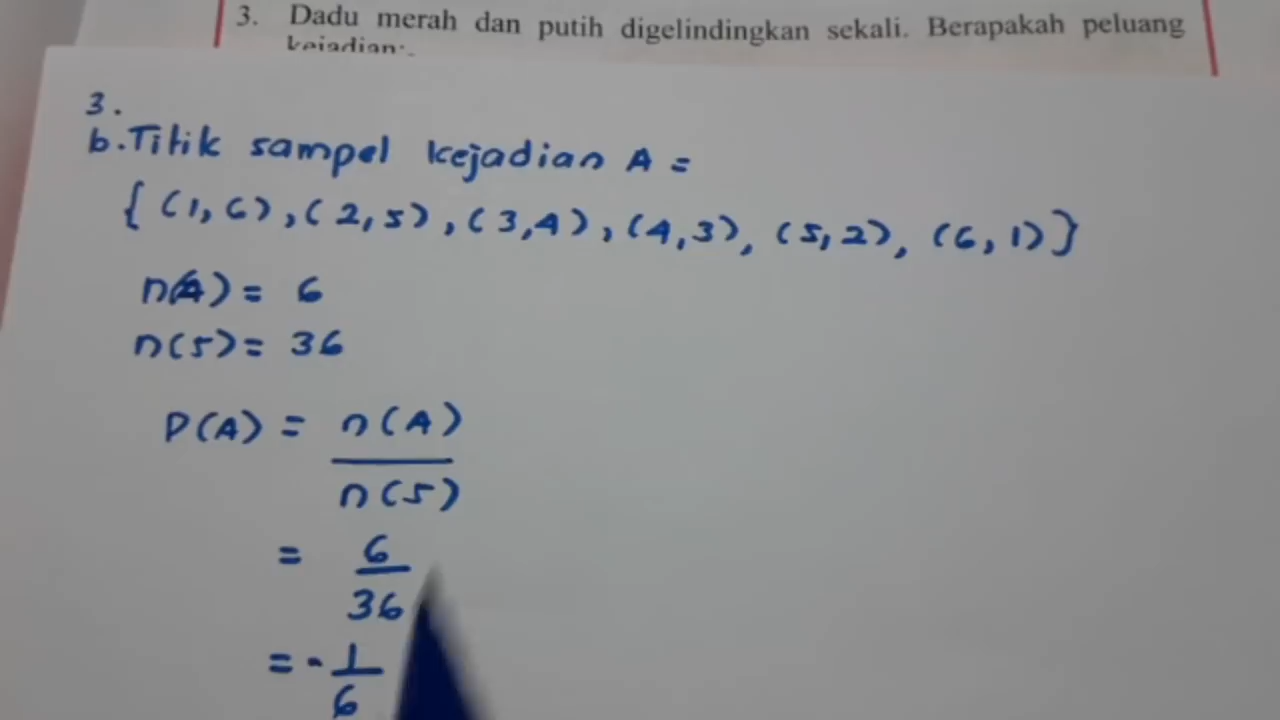 3. Dadu merah dan putih digelindingkan sekali. Berapakah peluang
kejadian:
3.
b. Titik sampel kejadian A =
{ (1,6), (2,5), (3,4), (4,3), (5,2), (6,1)}
n(A) = 6
n(S) = 36
P(A) = n(A)
n(S)
= 6
36
= - 1
6